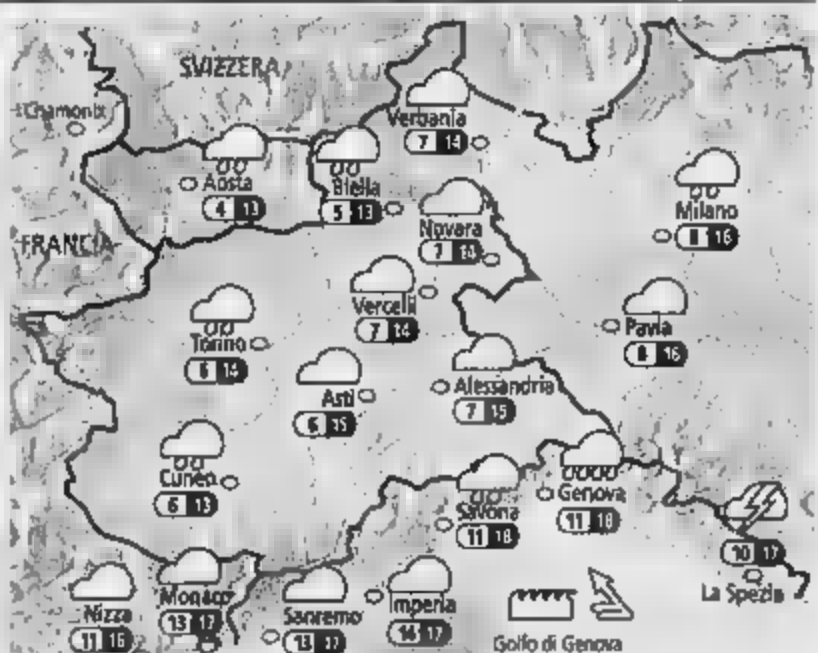 SVIZZERA
Chamonix
Verbania
7 14
Aosta
4 13
Biella
5 13
Milano
8 16
FRANCIA
Novara
7 14
Vercelli
7 14
Torino
6 14
Pavia
8 16
Asti
6 15
Alessandria
7 15
Cuneo
6 13
Savona
11 18
Genova
11 18
10 17
La Spezia
Nizza
11 16
Monaco
13 17
Sanremo
13
Imperia
14 17
Golfo di Genova